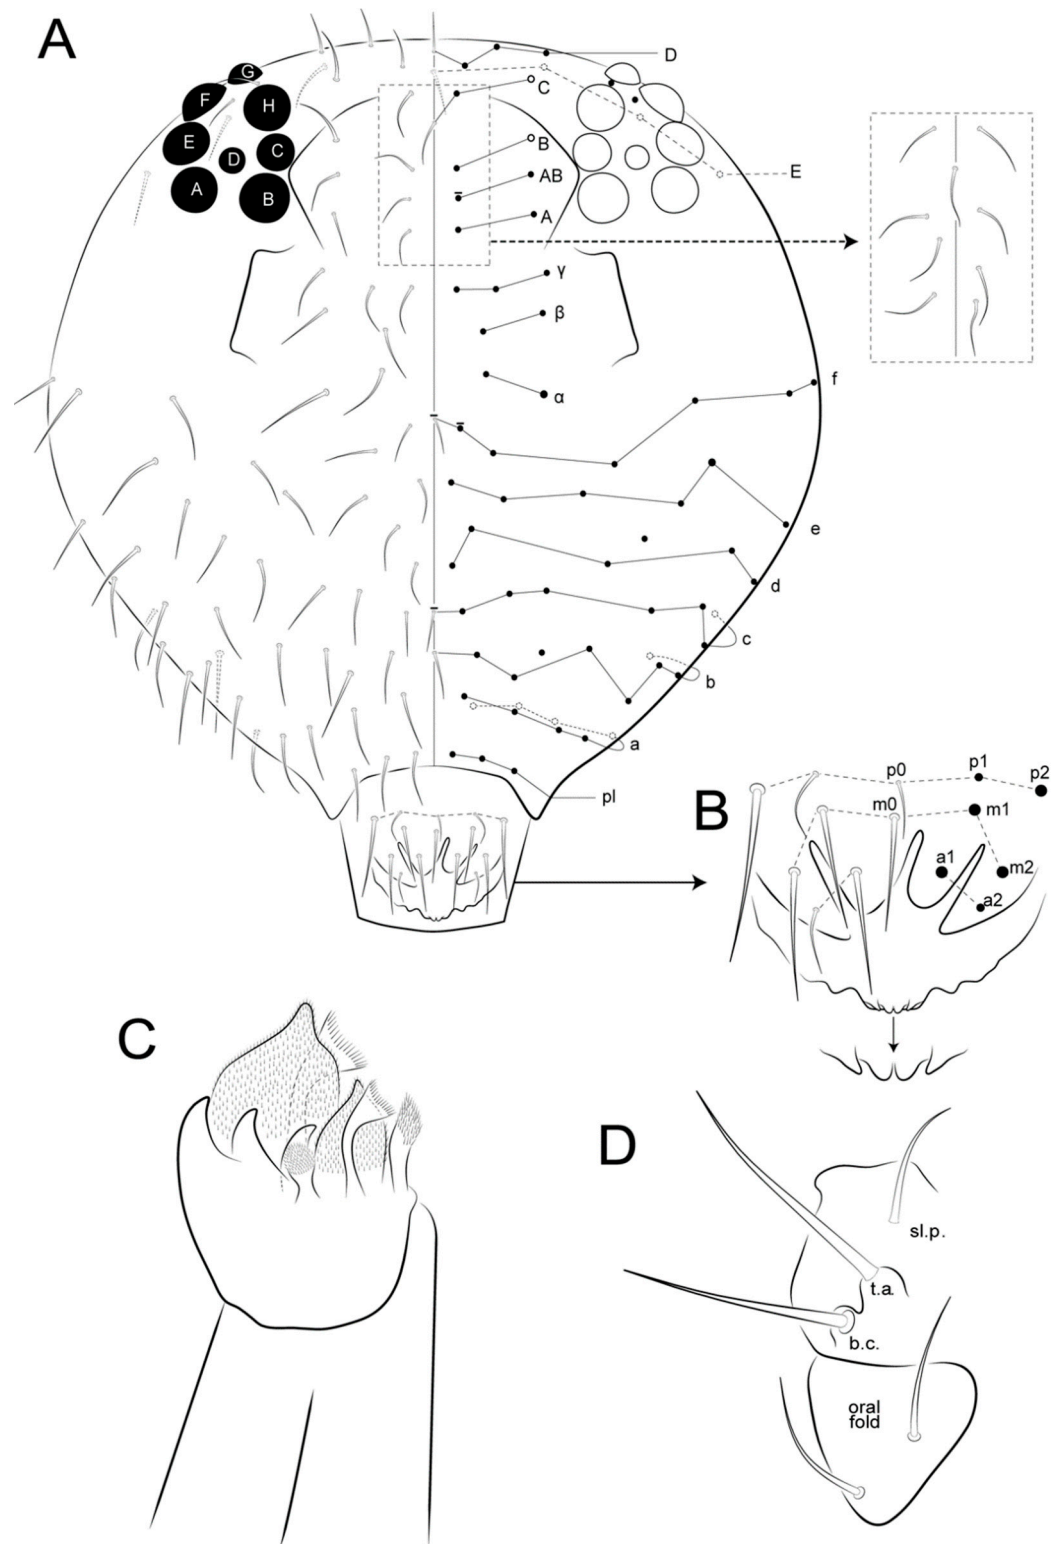 A
D
G
C
F
H
B
E
D
C
E
AB
A
B
A
γ
β
α
f
e
d
c
b
a
pl
B
p0
p1
p2
m0
m1
a1
m2
a2
C
D
sl.p.
t.a.
b.c.
oral
fold